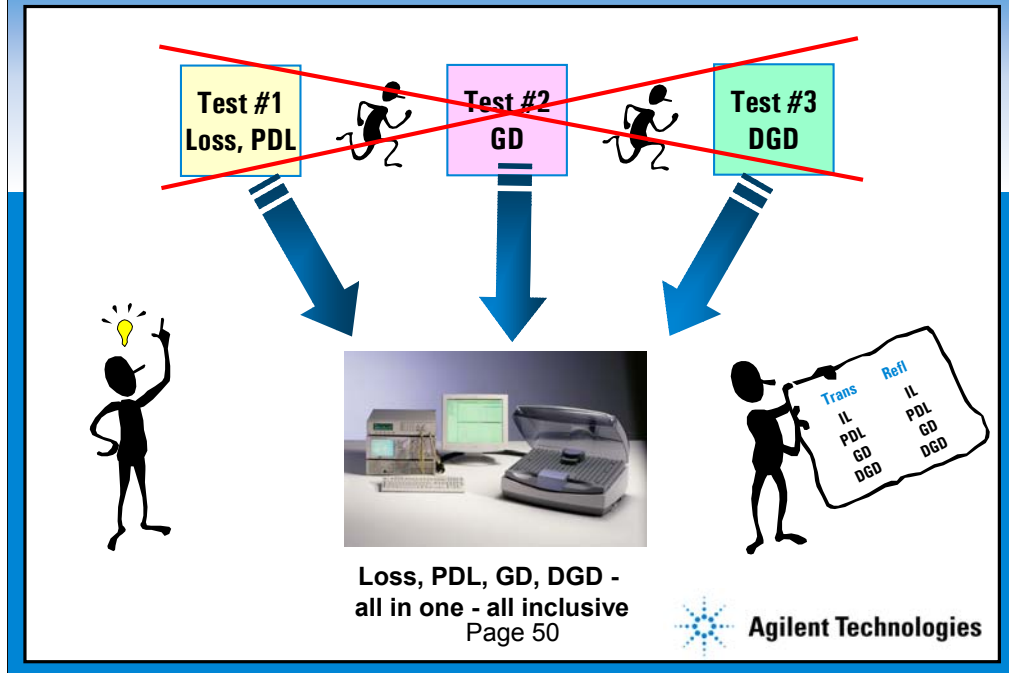 Test #1
Loss, PDL
Test #2
GD
Test #3
DGD
Trans Refl
IL IL
PDL PDL
GD GD
DGD DGD
Loss, PDL, GD, DGD -
all in one - all inclusive
Page 50
Agilent Technologies